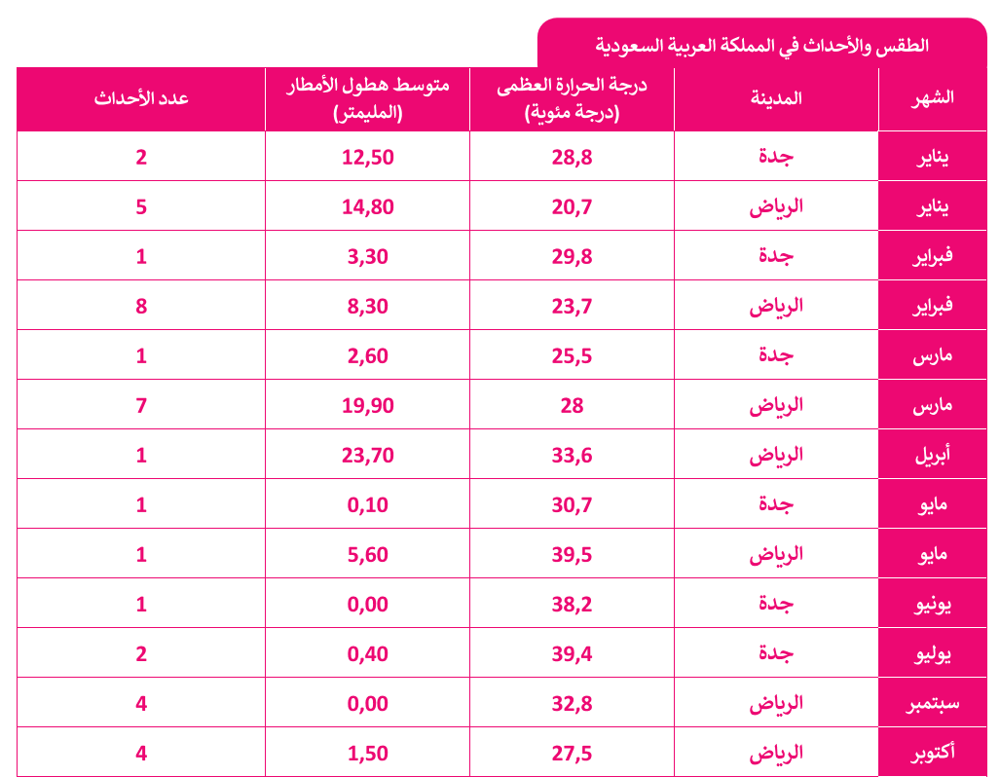 الطقس والأحداث في المملكة العربية السعودية
الشهر المدينة درجة الحرارة العظمى (درجة مئوية) متوسط هطول الأمطار (المليمتر) عدد الأحداث
يناير جدة 28,8 12,50 2
يناير الرياض 20,7 14,80 5
فبراير جدة 29,8 3,30 1
فبراير الرياض 23,7 8,30 8
مارس جدة 25,5 2,60 1
مارس الرياض 28 19,90 7
أبريل الرياض 33,6 23,70 1
مايو جدة 30,7 0,10 1
مايو الرياض 39,5 5,60 1
يونيو جدة 38,2 0,00 1
يوليو جدة 39,4 0,40 2
سبتمبر الرياض 32,8 0,00 4
أكتوبر الرياض 27,5 1,50 4